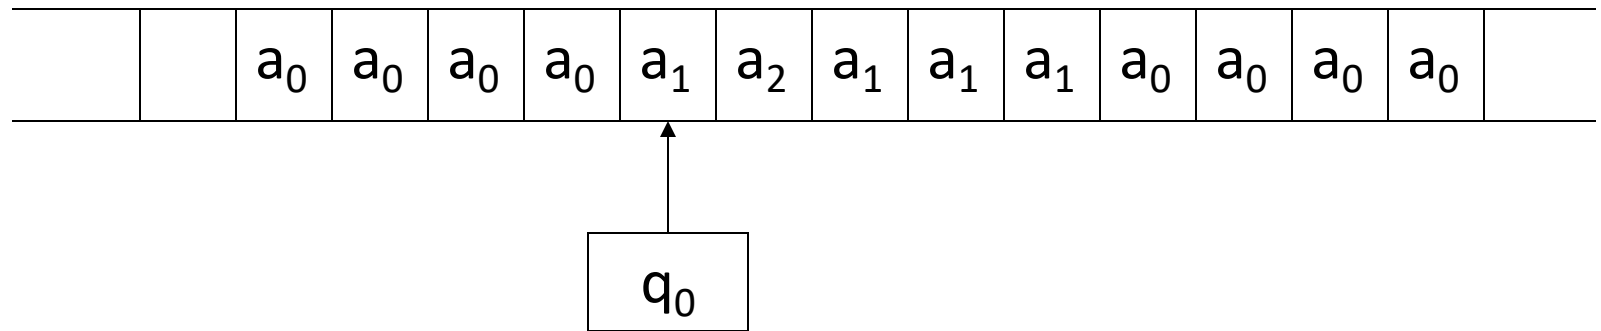 a₀ a₀ a₀ a₀ a₁ a₂ a₁ a₁ a₁ a₀ a₀ a₀ a₀
q₀